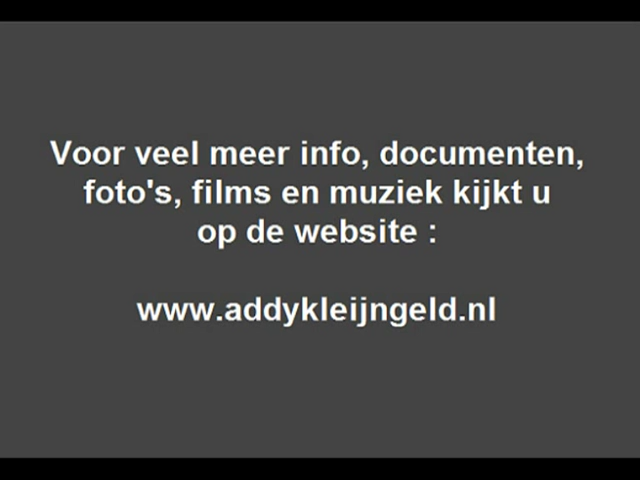 Voor veel meer info, documenten,
foto's, films en muziek kijkt u
op de website :
www.addykleijngeld.nl